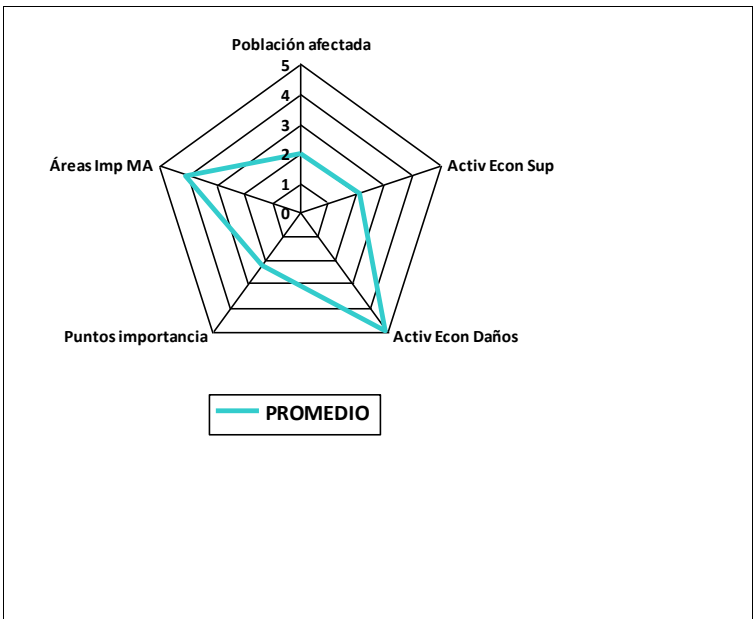 Población afectada
5
4
3
2
1
0
Áreas Imp MA
Activ Econ Sup
Puntos importancia
Activ Econ Daños
PROMEDIO